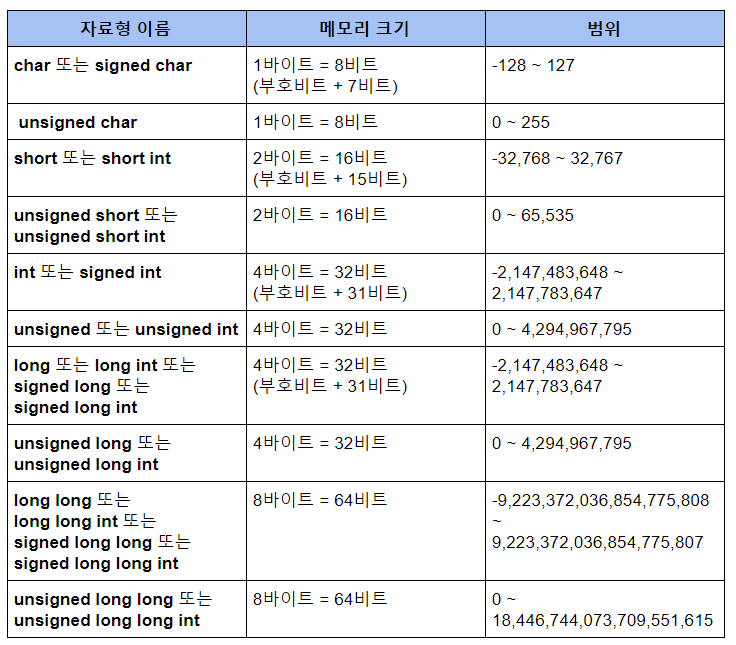 자료형 이름 메모리 크기 범위
char 또는 signed char 1바이트 = 8비트 -128 ~ 127
(부호비트 + 7비트)
unsigned char 1바이트 = 8비트 0 ~ 255
short 또는 short int 2바이트 = 16비트 -32,768 ~ 32,767
(부호비트 + 15비트)
unsigned short 또는 2바이트 = 16비트 0 ~ 65,535
unsigned short int
int 또는 signed int 4바이트 = 32비트 -2,147,483,648 ~
(부호비트 + 31비트) 2,147,783,647
unsigned 또는 unsigned int 4바이트 = 32비트 0 ~ 4,294,967,795
long 또는 long int 또는 4바이트 = 32비트 -2,147,483,648 ~
signed long 또는 (부호비트 + 31비트) 2,147,783,647
signed long int
unsigned long 또는 4바이트 = 32비트 0 ~ 4,294,967,795
unsigned long int
long long 또는 8바이트 = 64비트 -9,223,372,036,854,775,808
long long int 또는 ~
signed long long 또는 9,223,372,036,854,775,807
signed long long int
unsigned long long 또는 8바이트 = 64비트 0 ~
unsigned long long int 18,446,744,073,709,551,615